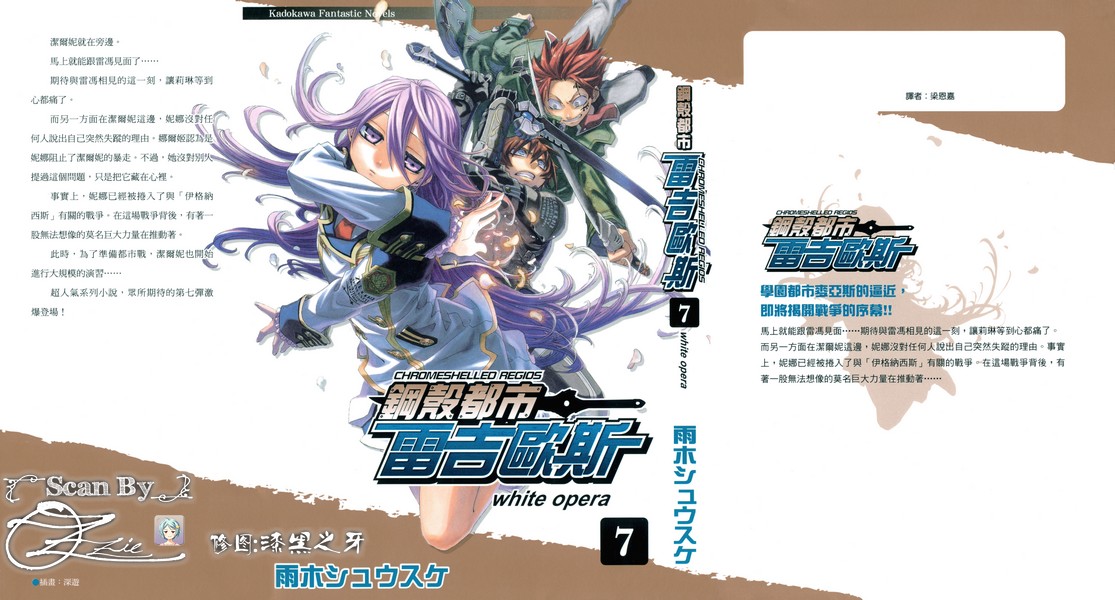 Kadokawa Fantastic Novels
潔爾妮就在旁邊。
馬上就能跟雷馮見面了⋯⋯
期待與雷馮相見的這一刻，讓莉琳等到
心都痛了。
而另一方面在潔爾妮這邊，妮娜沒對任
何人說出自己突然失蹤的理由。娜爾姬認為是
妮娜阻止了潔爾妮的暴走。不過，她沒對別人
提過這個問題，只是把它藏在心裡。
事實上，妮娜已經被捲入了與「伊格納
西斯」有關的戰爭。在這場戰爭背後，有著一
股無法想像的莫名巨大力量在推動著。
此時，為了準備都市戰，潔爾妮也開始
進行大規模的演習⋯⋯
超人氣系列小說，眾所期待的第七彈激
爆登場！
Scan By
Ozzie
修图:漆黑之牙
●插畫：深遊
CHROMESHELLED REGIOS
鋼殼都市
雷吉歐斯
white opera
7
雨木シュウスケ
鋼殼都市
雷吉歐斯
CHROMESHELLED REGIOS
7
white opera
雨木シュウスケ
譯者：梁恩嘉
CHROMESHELLED REGIOS
鋼殼都市
雷吉歐斯
學園都市麥亞斯的逼近，
即將揭開戰爭的序幕!!
馬上就能跟雷馮見面⋯⋯期待與雷馮相見的這一刻，讓莉琳等到心都痛了。
而另一方面在潔爾妮這邊，妮娜沒對任何人說出自己突然失蹤的理由。事實
上，妮娜已經被捲入了與「伊格納西斯」有關的戰爭。在這場戰爭背後，有
著一股無法想像的莫名巨大力量在推動著⋯⋯